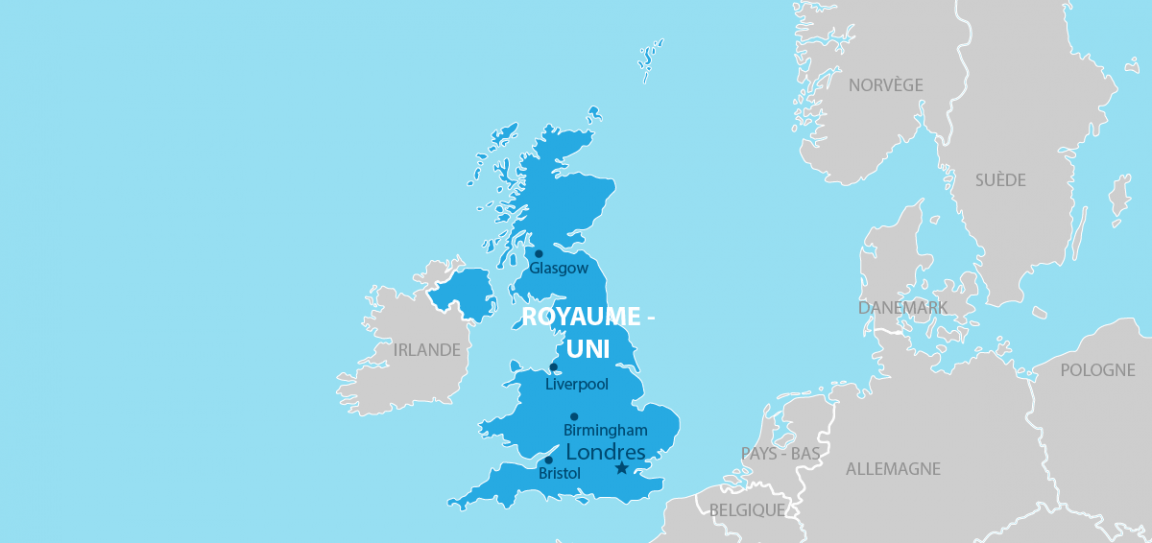 NORVÈGE
SUÈDE
Glasgow
DANEMARK
ROYAUME -
UNI
IRLANDE
POLOGNE
Liverpool
Birmingham
Londres
PAYS - BAS
Bristol
ALLEMAGNE
BELGIQUE